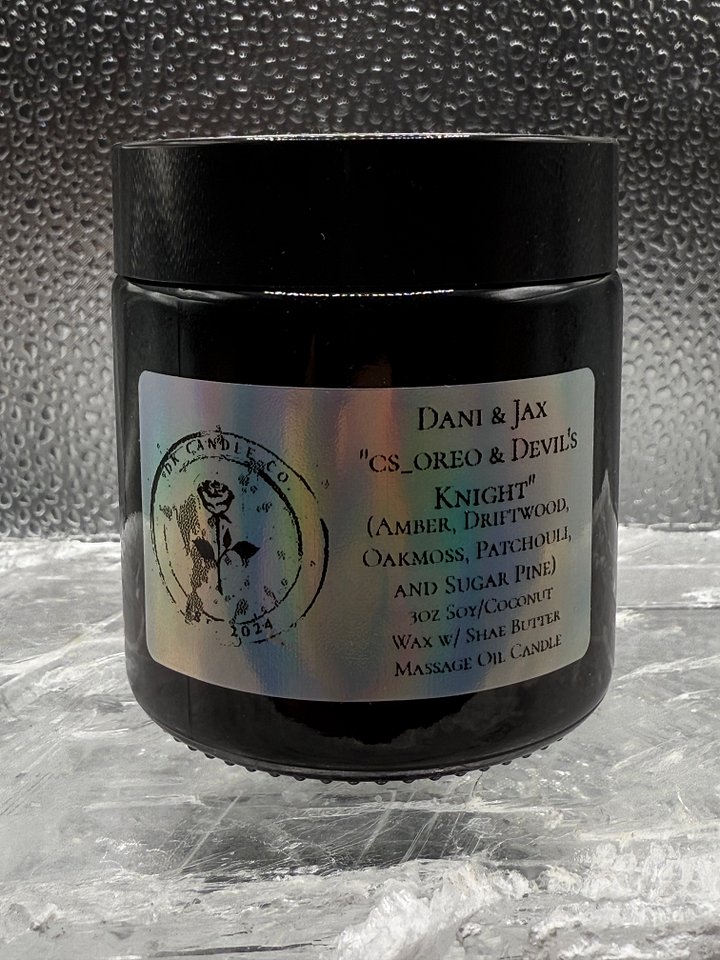 DK CANDLE CO
2024
DANI & JAX
"CS_OREO & DEVIL'S
KNIGHT"
(AMBER, DRIFTWOOD,
OAKMOSS, PATCHOULI,
AND SUGAR PINE)
3OZ SOY/COCONUT
WAX W/ SHAE BUTTER
MASSAGE OIL CANDLE